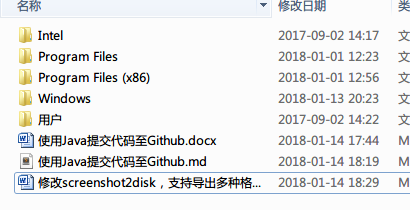 名称 修改日期 类
Intel 2017-09-02 14:17 文
Program Files 2018-01-01 12:23 文
Program Files (x86) 2018-01-01 12:56 文
Windows 2018-01-13 20:23 文
用户 2017-09-02 14:22 文
使用Java提交代码至Github.docx 2018-01-14 17:44 M
使用Java提交代码至Github.md 2018-01-14 18:19 M
修改screenshot2disk，支持导出多种格... 2018-01-14 18:29 M